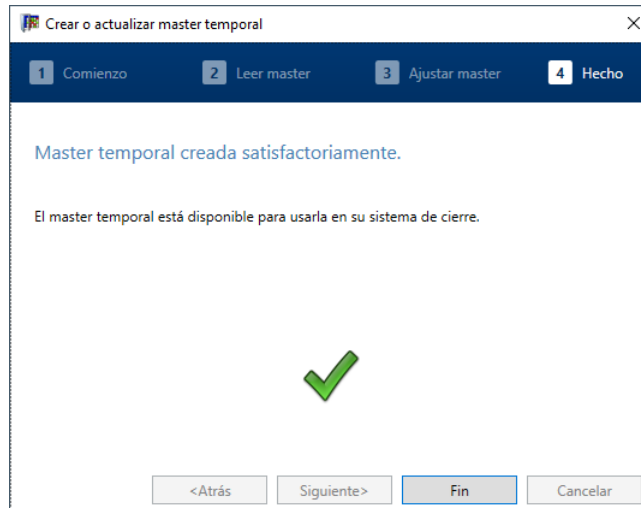 Crear o actualizar master temporal
1 Comienzo 2 Leer master 3 Ajustar master 4 Hecho
Master temporal creada satisfactoriamente.
El master temporal está disponible para usarla en su sistema de cierre.
<Atrás Siguiente> Fin Cancelar